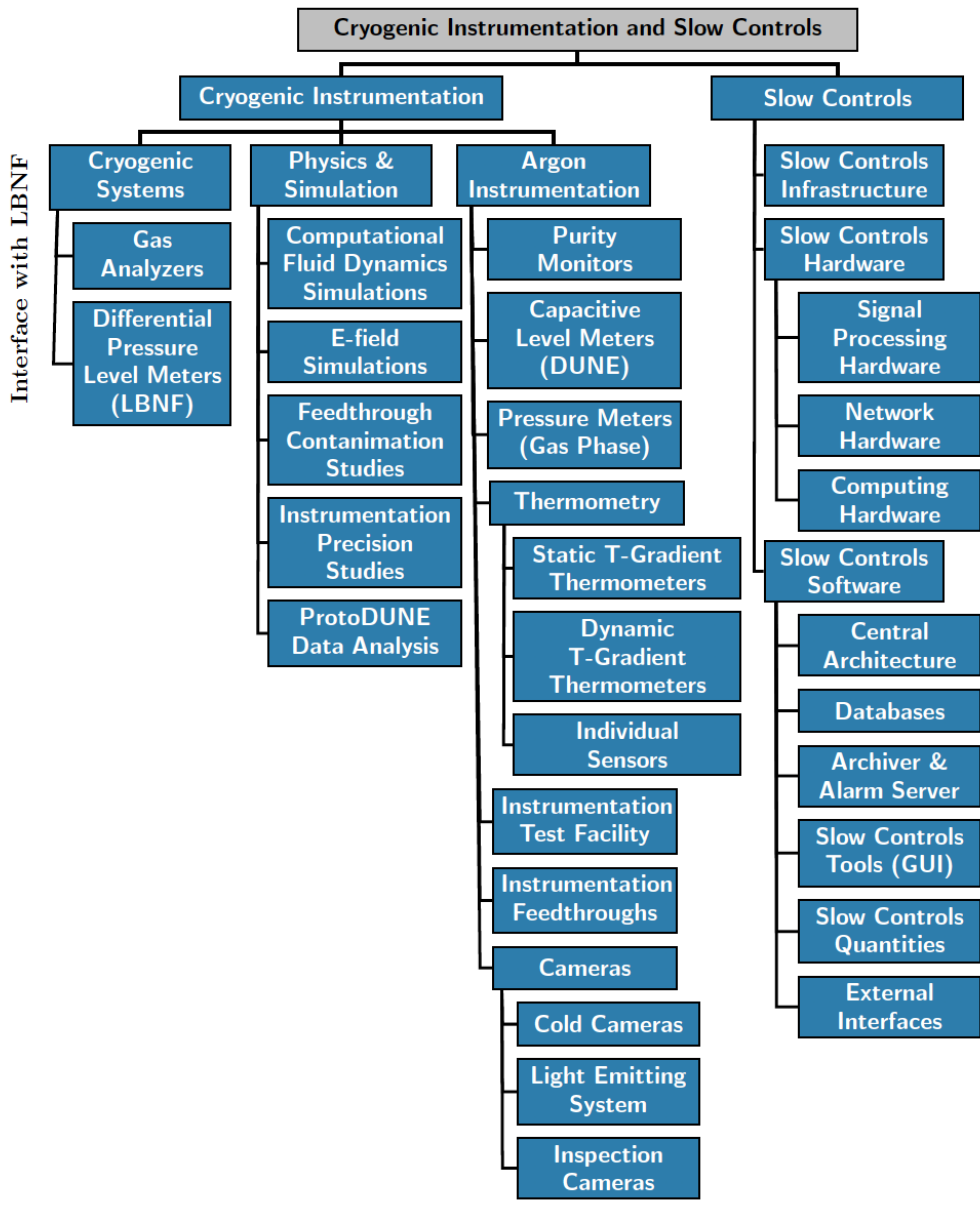 Cryogenic Instrumentation and Slow Controls
Cryogenic Instrumentation
Slow Controls
Interface with LBNF
Cryogenic
Systems
Gas
Analyzers
Differential
Pressure
Level Meters
(LBNF)
Physics &
Simulation
Computational
Fluid Dynamics
Simulations
E-field
Simulations
Feedthrough
Contanimation
Studies
Instrumentation
Precision
Studies
ProtoDUNE
Data Analysis
Argon
Instrumentation
Purity
Monitors
Capacitive
Level Meters
(DUNE)
Pressure Meters
(Gas Phase)
Thermometry
Static T-Gradient
Thermometers
Dynamic
T-Gradient
Thermometers
Individual
Sensors
Instrumentation
Test Facility
Instrumentation
Feedthroughs
Cameras
Cold Cameras
Light Emitting
System
Inspection
Cameras
Slow Controls
Infrastructure
Slow Controls
Hardware
Signal
Processing
Hardware
Network
Hardware
Computing
Hardware
Slow Controls
Software
Central
Architecture
Databases
Archiver &
Alarm Server
Slow Controls
Tools (GUI)
Slow Controls
Quantities
External
Interfaces